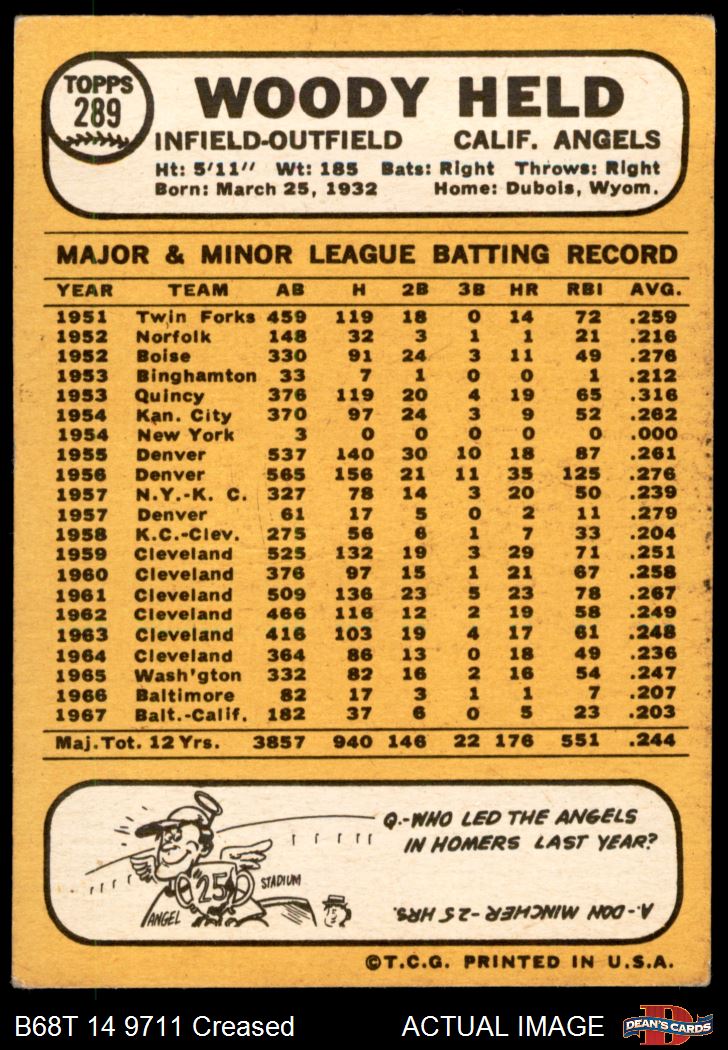 TOPPS
289
WOODY HELD
INFIELD-OUTFIELD CALIF. ANGELS
Ht: 5'11'' Wt: 185 Bats: Right Throws: Right
Born: March 25, 1932 Home: Dubois, Wyom.
MAJOR & MINOR LEAGUE BATTING RECORD
YEAR TEAM AB H 2B 3B HR RBI AVG.
1951 Twin Forks 459 119 18 0 14 72 .259
1952 Norfolk 148 32 3 1 1 21 .216
1952 Boise 330 91 24 3 11 49 .276
1953 Binghamton 33 7 1 0 0 1 .212
1953 Quincy 376 119 20 4 19 65 .316
1954 Kan. City 370 97 24 3 9 52 .262
1954 New York 3 0 0 0 0 0 .000
1955 Denver 537 140 30 10 18 87 .261
1956 Denver 565 156 21 11 35 125 .276
1957 N.Y.-K. C. 327 78 14 3 20 50 .239
1957 Denver 61 17 5 0 2 11 .279
1958 K.C.-Clev. 275 56 6 1 7 33 .204
1959 Cleveland 525 132 19 3 29 71 .251
1960 Cleveland 376 97 15 1 21 67 .258
1961 Cleveland 509 136 23 5 23 78 .267
1962 Cleveland 466 116 12 2 19 58 .249
1963 Cleveland 416 103 19 4 17 61 .248
1964 Cleveland 364 86 13 0 18 49 .236
1965 Wash'gton 332 82 16 2 16 54 .247
1966 Baltimore 82 17 3 1 1 7 .207
1967 Balt.-Calif. 182 37 6 0 5 23 .203
Maj. Tot. 12 Yrs. 3857 940 146 22 176 551 .244
Q.-WHO LED THE ANGELS
IN HOMERS LAST YEAR?
25
STADIUM
ANGEL
A.-DON MINCHER-25 HRS.
©T.C.G. PRINTED IN U.S.A.
B68T 14 9711 Creased ACTUAL IMAGE
D
DEAN'S CARDS